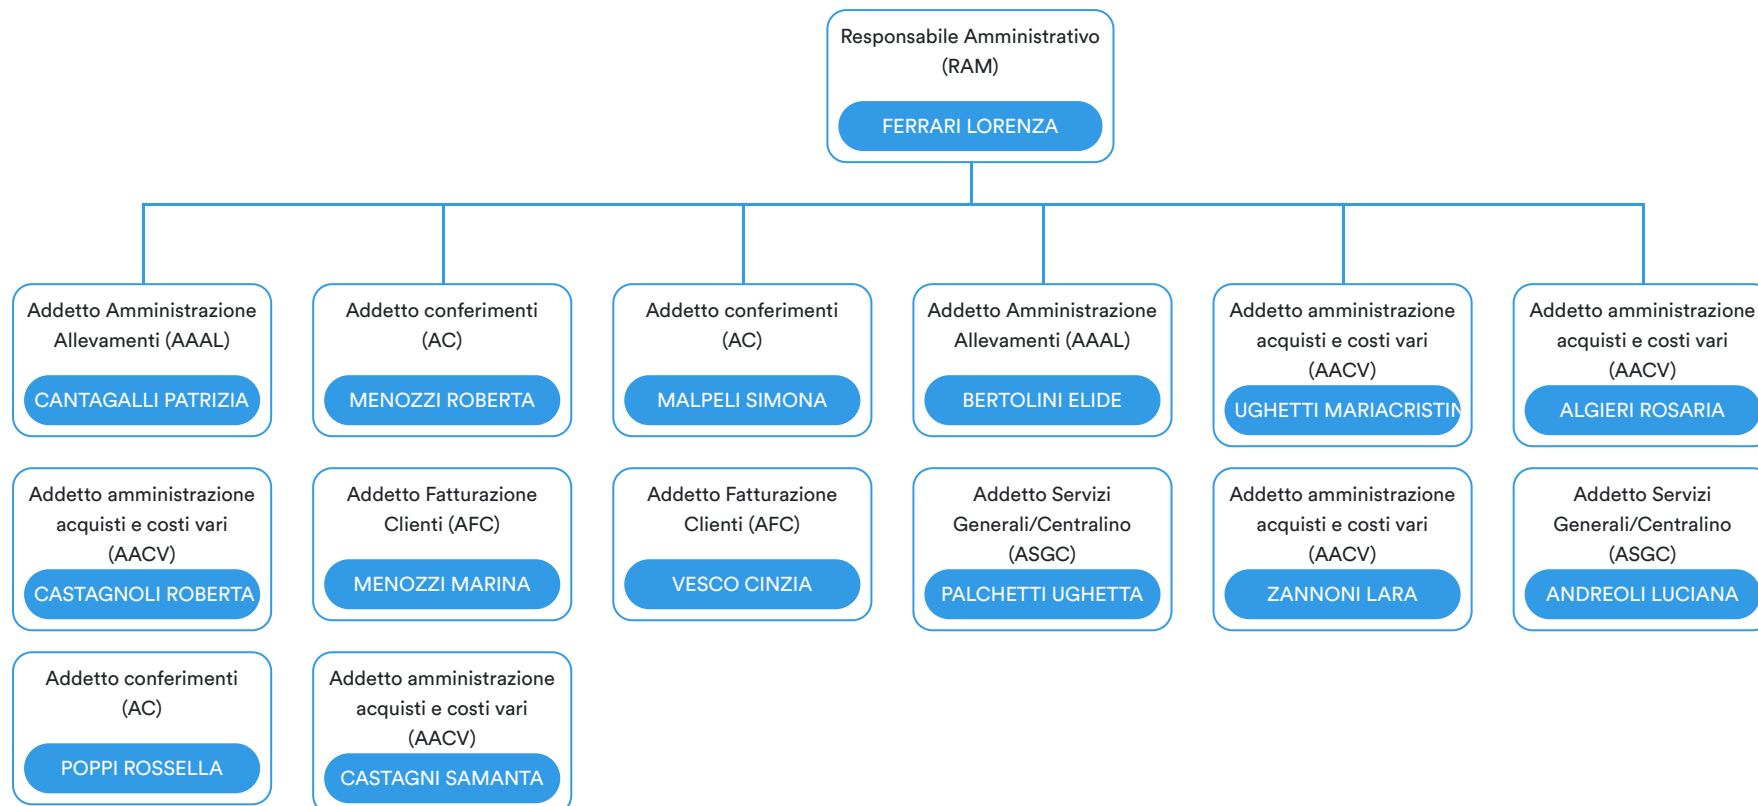 Responsabile Amministrativo
(RAM)
FERRARI LORENZA
Addetto Amministrazione
Allevamenti (AAAL)
CANTAGALLI PATRIZIA
Addetto conferimenti
(AC)
MENOZZI ROBERTA
Addetto conferimenti
(AC)
MALPELI SIMONA
Addetto Amministrazione
Allevamenti (AAAL)
BERTOLINI ELIDE
Addetto amministrazione
acquisti e costi vari
(AACV)
UGHETTI MARIACRISTIN
Addetto amministrazione
acquisti e costi vari
(AACV)
ALGIERI ROSARIA
Addetto amministrazione
acquisti e costi vari
(AACV)
CASTAGNOLI ROBERTA
Addetto Fatturazione
Clienti (AFC)
MENOZZI MARINA
Addetto Fatturazione
Clienti (AFC)
VESCO CINZIA
Addetto Servizi
Generali/Centralino
(ASGC)
PALCHETTI UGHETTA
Addetto amministrazione
acquisti e costi vari
(AACV)
ZANNONI LARA
Addetto Servizi
Generali/Centralino
(ASGC)
ANDREOLI LUCIANA
Addetto conferimenti
(AC)
POPPI ROSSELLA
Addetto amministrazione
acquisti e costi vari
(AACV)
CASTAGNI SAMANTA